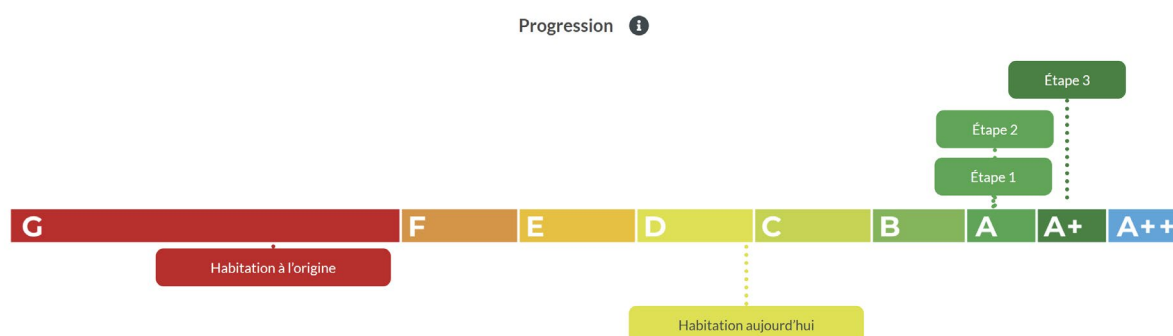 Progression
Étape 3
Étape 2
Étape 1
G F E D C B A A+ A++
Habitation à l'origine
Habitation aujourd'hui